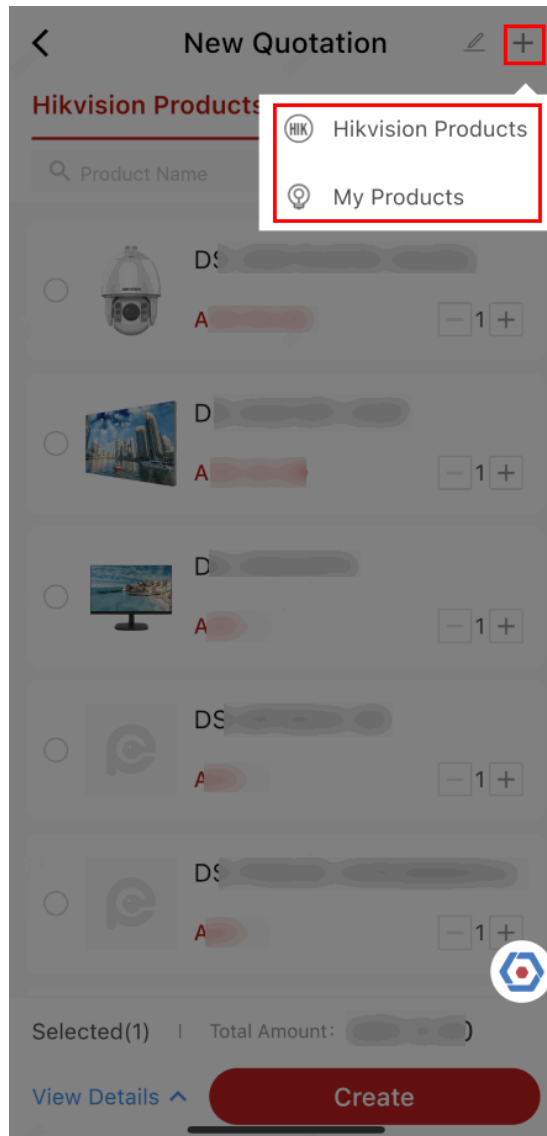 New Quotation
Hikvision Products
HIK Hikvision Products
My Products
Product Name
DS
A
1
D
A
1
D
A
1
DS
A
1
DS
A
1
Selected(1) | Total Amount:
View Details
Create